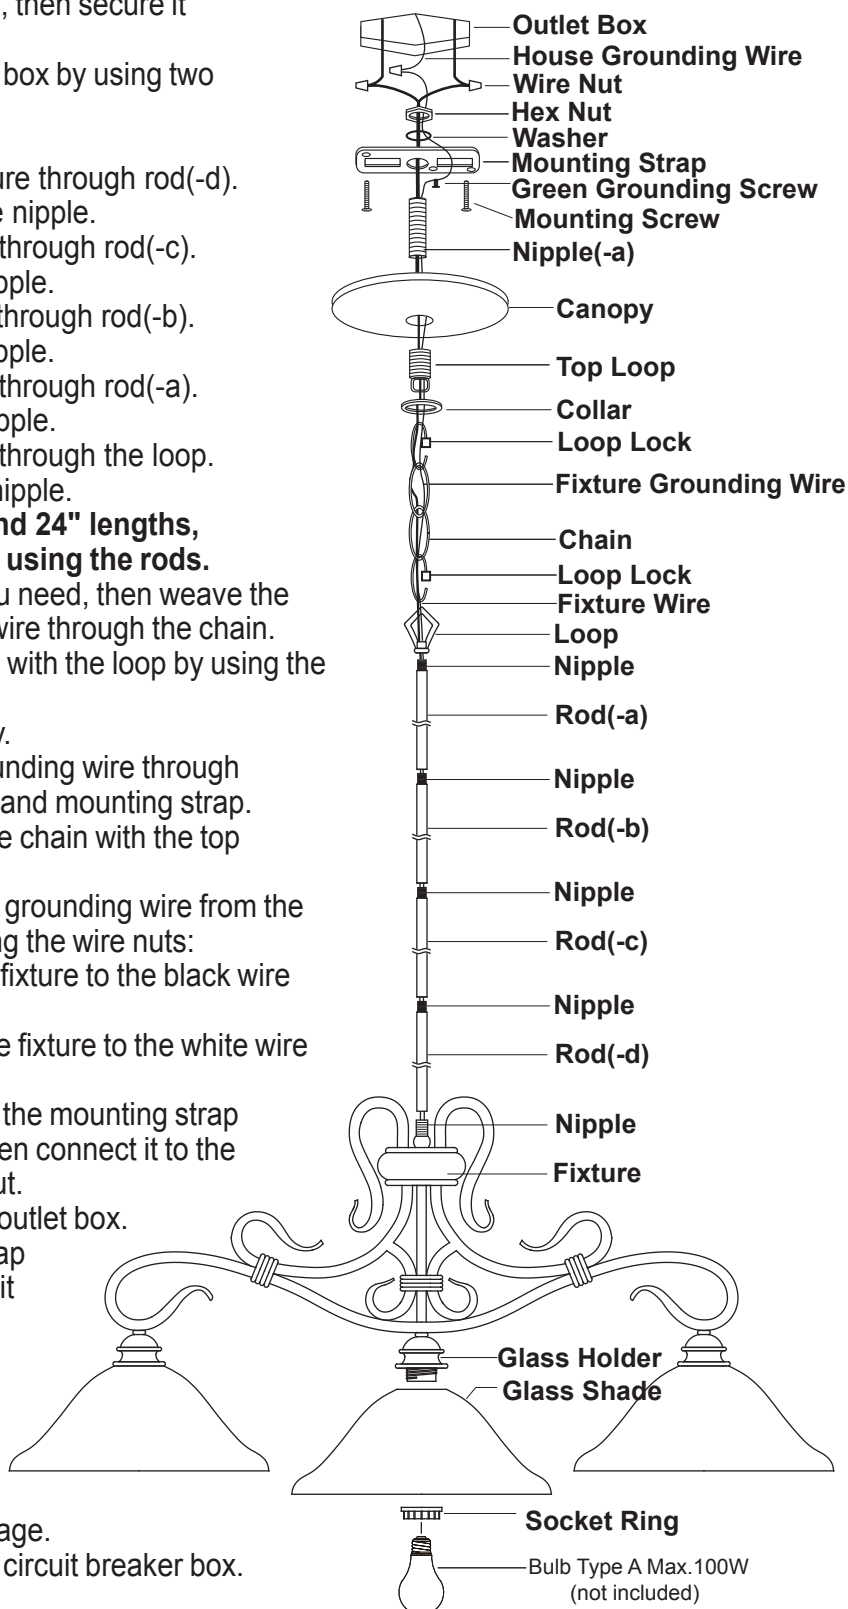 , then secure it
box by using two
ure through rod(-d).
e nipple.
through rod(-c).
pple.
through rod(-b).
pple.
through rod(-a).
pple.
through the loop.
nipple.
nd 24" lengths,
using the rods.
u need, then weave the
wire through the chain.
with the loop by using the
y.
unding wire through
and mounting strap.
e chain with the top
grounding wire from the
ng the wire nuts:
fixture to the black wire
e fixture to the white wire
the mounting strap
en connect it to the
ut.
outlet box.
ap
it
age.
circuit breaker box.
Outlet Box
House Grounding Wire
Wire Nut
Hex Nut
Washer
Mounting Strap
Green Grounding Screw
Mounting Screw
Nipple(-a)
Canopy
Top Loop
Collar
Loop Lock
Fixture Grounding Wire
Chain
Loop Lock
Fixture Wire
Loop
Nipple
Rod(-a)
Nipple
Rod(-b)
Nipple
Rod(-c)
Nipple
Rod(-d)
Nipple
Fixture
Glass Holder
Glass Shade
Socket Ring
Bulb Type A Max.100W
(not included)